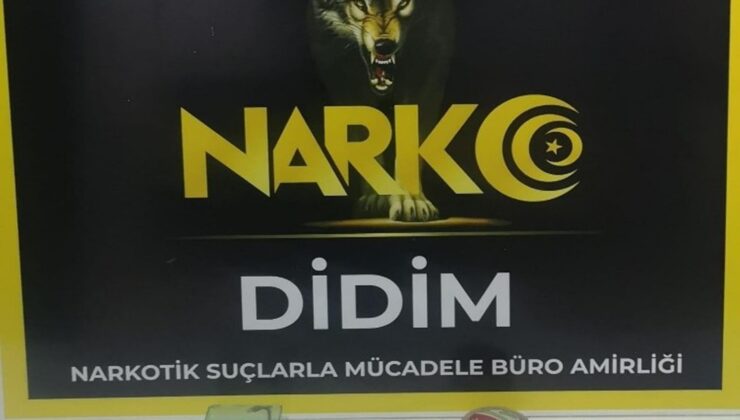 NARKO
DİDİM
NARKOTİK SUÇLARLA MÜCADELE BÜRO AMİRLİĞİ